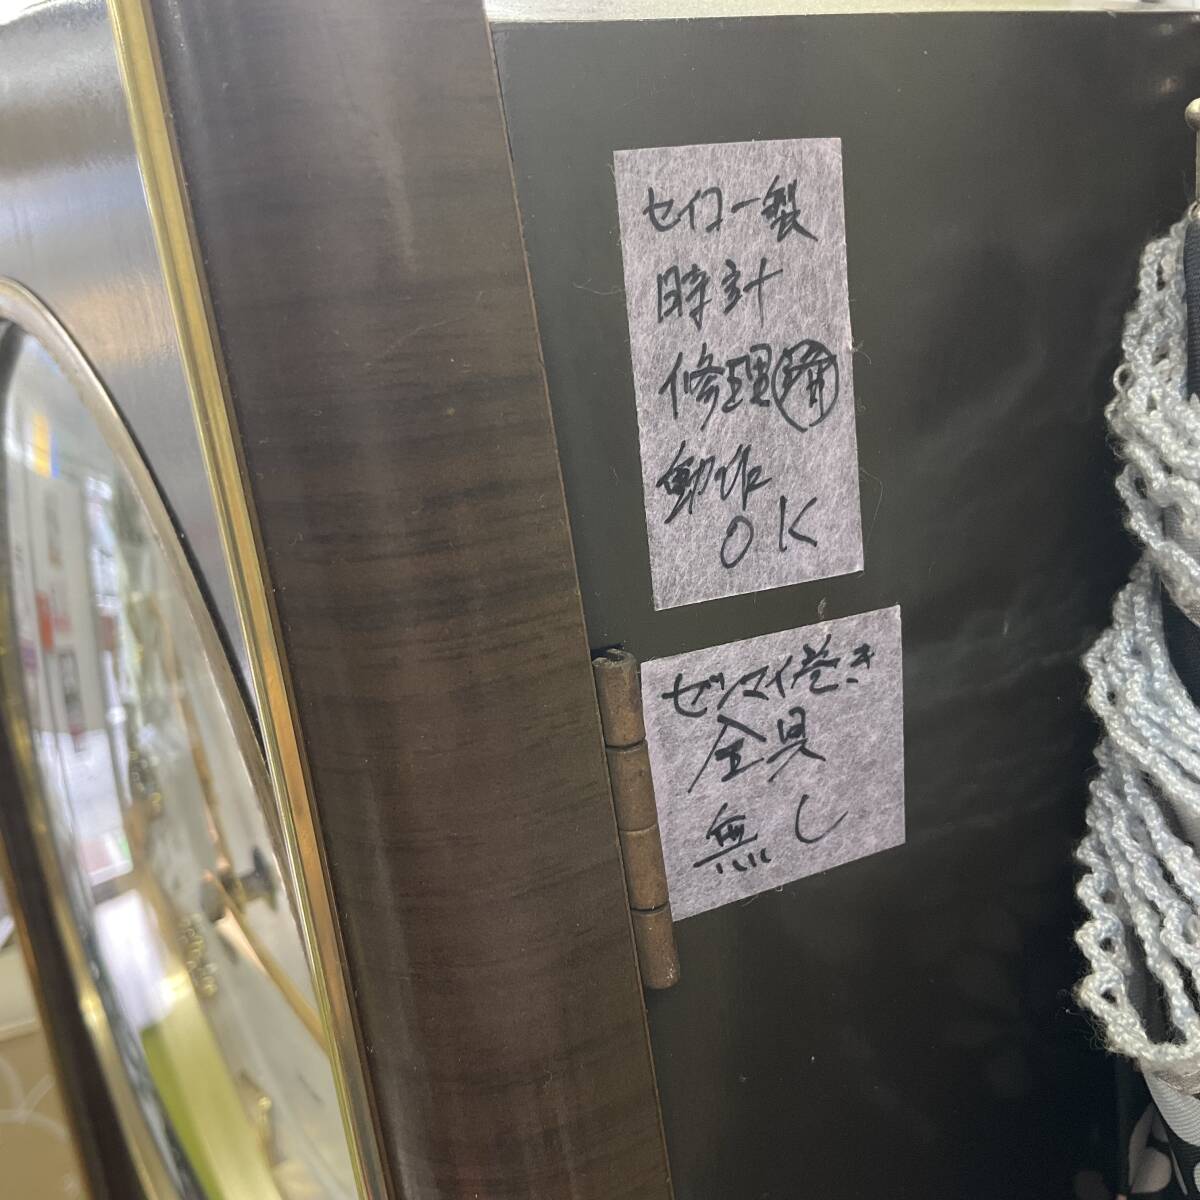 セイコー製
時計
修理済
動作
OK
ゼンマイ巻き
金具
無し